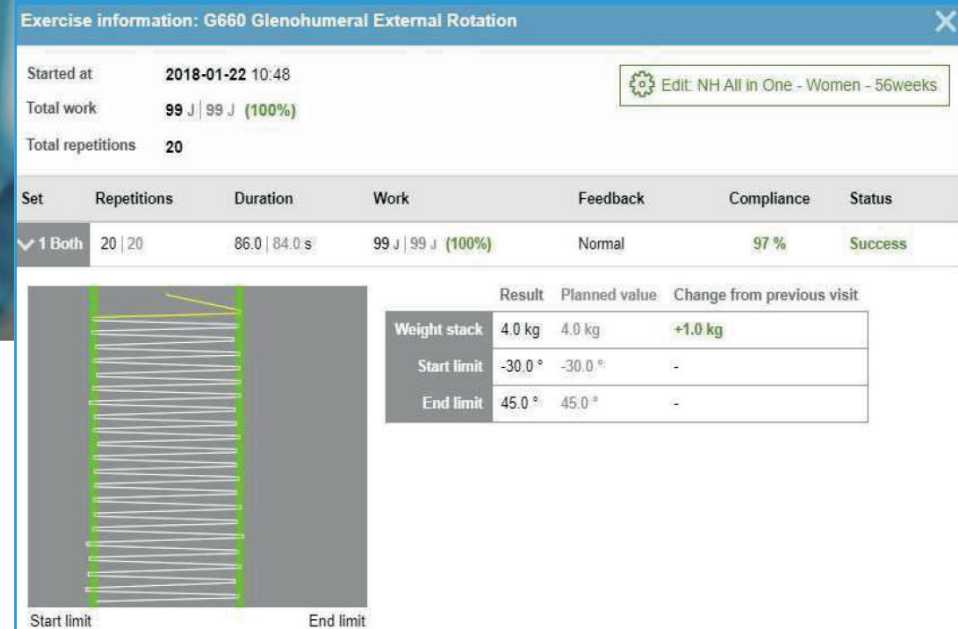 Exercise information: G660 Glenohumeral External Rotation
Started at 2018-01-22 10:48
Edit: NH All in One - Women - 56weeks
Total work 99 J | 99 J (100%)
Total repetitions 20
Set Repetitions Duration Work Feedback Compliance Status
1 Both 20 | 20 86.0 | 84.0 s 99 J | 99 J (100%) Normal 97 % Success
Result Planned value Change from previous visit
Weight stack 4.0 kg 4.0 kg +1.0 kg
Start limit -30.0 ° -30.0 ° -
End limit 45.0 ° 45.0 ° -
Start limit End limit